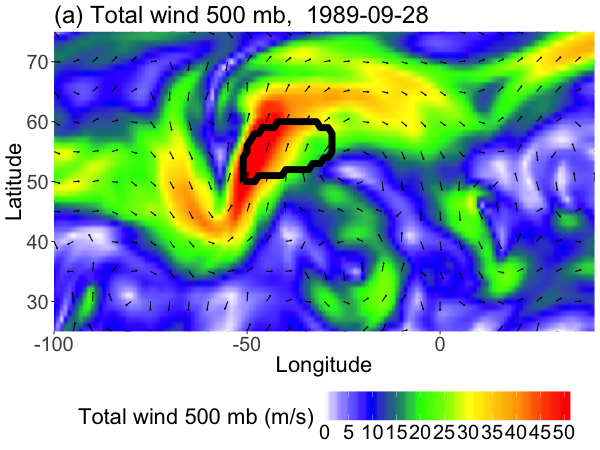 (a) Total wind 500 mb,  1989-09-28
Latitude
70
60
50
40
30
-100 -50 0
Longitude
Total wind 500 mb (m/s)
0 5 10 15 20 25 30 35 40 45 50